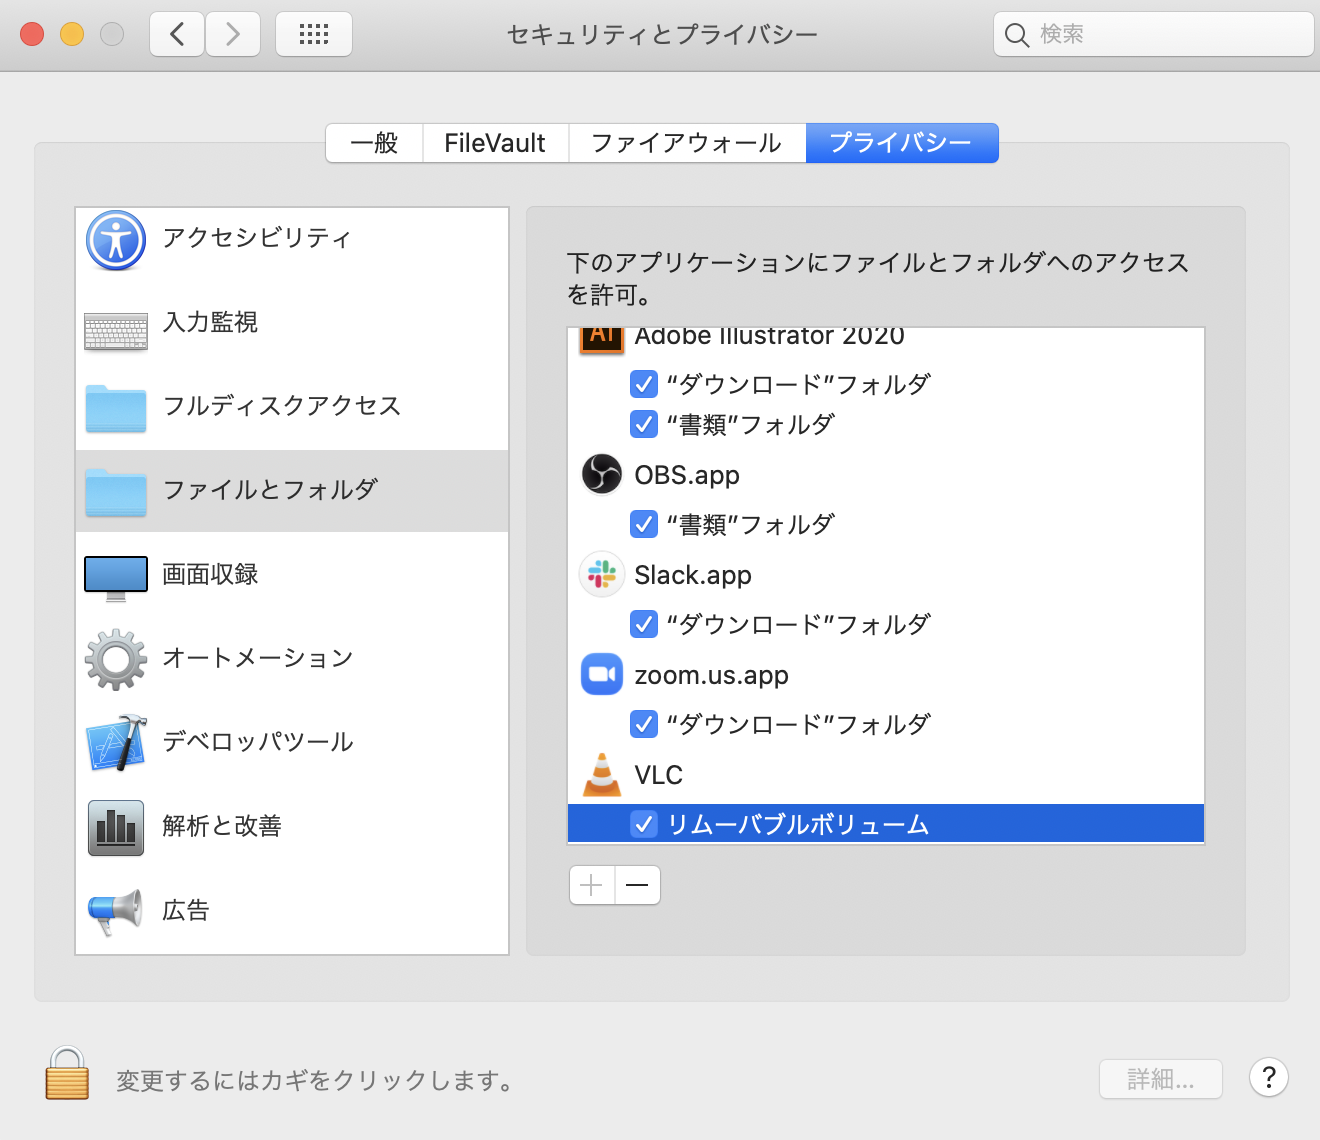 セキュリティとプライバシー
検索
一般
FileVault
ファイアウォール
プライバシー
アクセシビリティ
入力監視
フルディスクアクセス
ファイルとフォルダ
画面収録
オートメーション
デベロッパツール
解析と改善
広告
下のアプリケーションにファイルとフォルダへのアクセス
を許可。
Ai Adobe Illustrator 2020
“ダウンロード”フォルダ
“書類”フォルダ
OBS.app
“書類”フォルダ
Slack.app
“ダウンロード”フォルダ
zoom.us.app
“ダウンロード”フォルダ
VLC
リムーバブルボリューム
変更するにはカギをクリックします。
詳細...
?